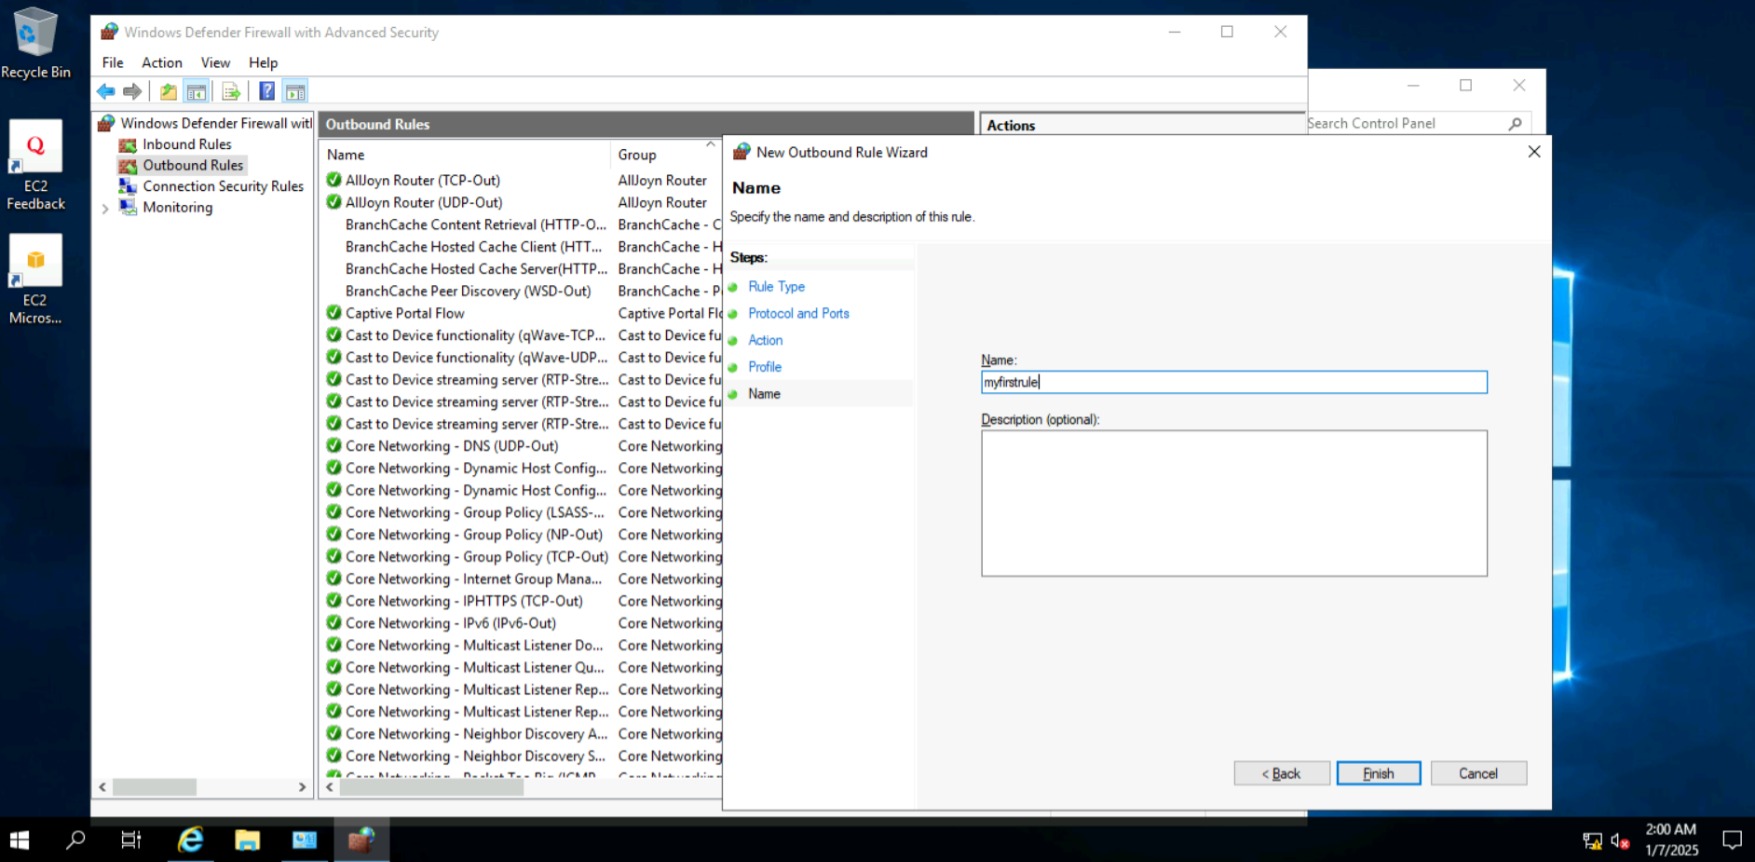 Recycle Bin
EC2
Feedback
EC2
Micros...
Windows Defender Firewall with Advanced Security
File Action View Help
Windows Defender Firewall with
Inbound Rules
Outbound Rules
Connection Security Rules
Monitoring
Outbound Rules
Name Group
AllJoyn Router (TCP-Out) AllJoyn Router
AllJoyn Router (UDP-Out) AllJoyn Router
BranchCache Content Retrieval (HTTP-O... BranchCache - C
BranchCache Hosted Cache Client (HTT... BranchCache - H
BranchCache Hosted Cache Server(HTTP... BranchCache - H
BranchCache Peer Discovery (WSD-Out) BranchCache - P
Captive Portal Flow Captive Portal Flo
Cast to Device functionality (qWave-TCP... Cast to Device fu
Cast to Device functionality (qWave-UDP... Cast to Device fu
Cast to Device streaming server (RTP-Stre... Cast to Device fu
Cast to Device streaming server (RTP-Stre... Cast to Device fu
Cast to Device streaming server (RTP-Stre... Cast to Device fu
Core Networking - DNS (UDP-Out) Core Networking
Core Networking - Dynamic Host Config... Core Networking
Core Networking - Dynamic Host Config... Core Networking
Core Networking - Group Policy (LSASS-... Core Networking
Core Networking - Group Policy (NP-Out) Core Networking
Core Networking - Group Policy (TCP-Out) Core Networking
Core Networking - Internet Group Mana... Core Networking
Core Networking - IPHTTPS (TCP-Out) Core Networking
Core Networking - IPv6 (IPv6-Out) Core Networking
Core Networking - Multicast Listener Do... Core Networking
Core Networking - Multicast Listener Qu... Core Networking
Core Networking - Multicast Listener Rep... Core Networking
Core Networking - Multicast Listener Rep... Core Networking
Core Networking - Neighbor Discovery A... Core Networking
Core Networking - Neighbor Discovery S... Core Networking
Actions
Search Control Panel
New Outbound Rule Wizard
Name
Specify the name and description of this rule.
Steps:
Rule Type
Protocol and Ports
Action
Profile
Name
Name:
myfirstrule
Description (optional):
< Back Finish Cancel
2:00 AM
1/7/2025